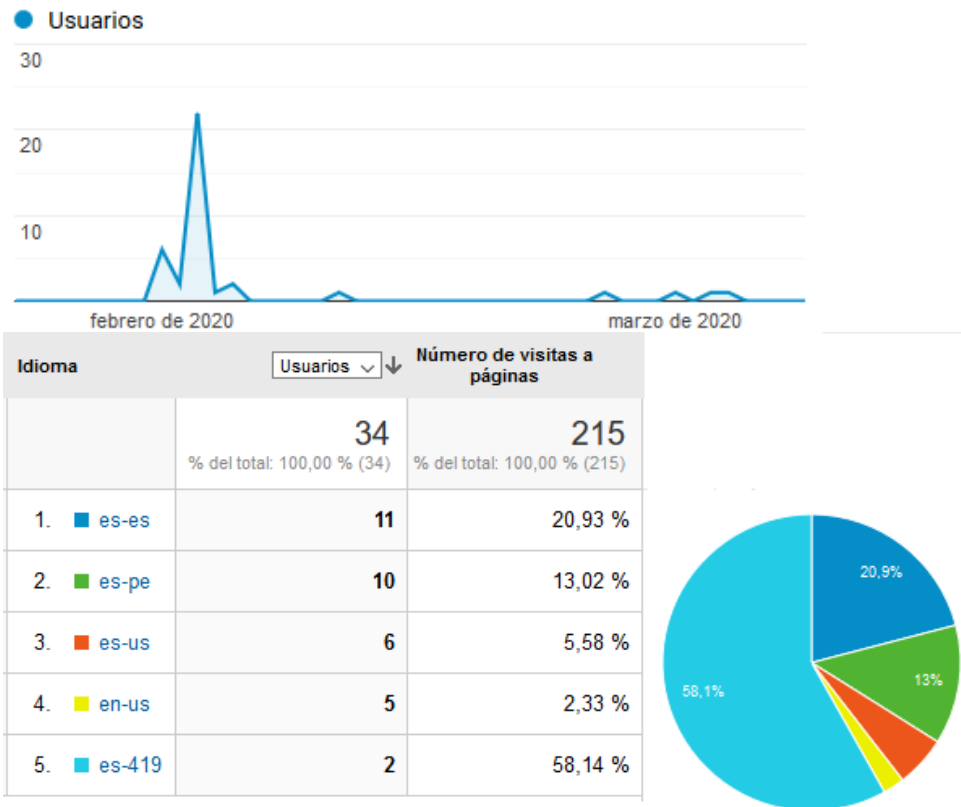 Usuarios
30
20
10
febrero de 2020 marzo de 2020
Idioma Usuarios Número de visitas a páginas
34 215
% del total: 100,00 % (34) % del total: 100,00 % (215)
1. es-es 11 20,93 %
2. es-pe 10 13,02 %
3. es-us 6 5,58 %
4. en-us 5 2,33 %
5. es-419 2 58,14 %
20,9%
13%
58,1%